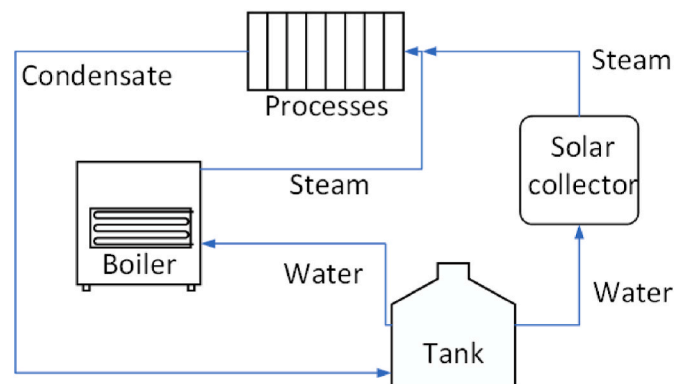 Condensate
Processes
Steam
Solar
collector
Steam
Boiler
Water
Water
Tank